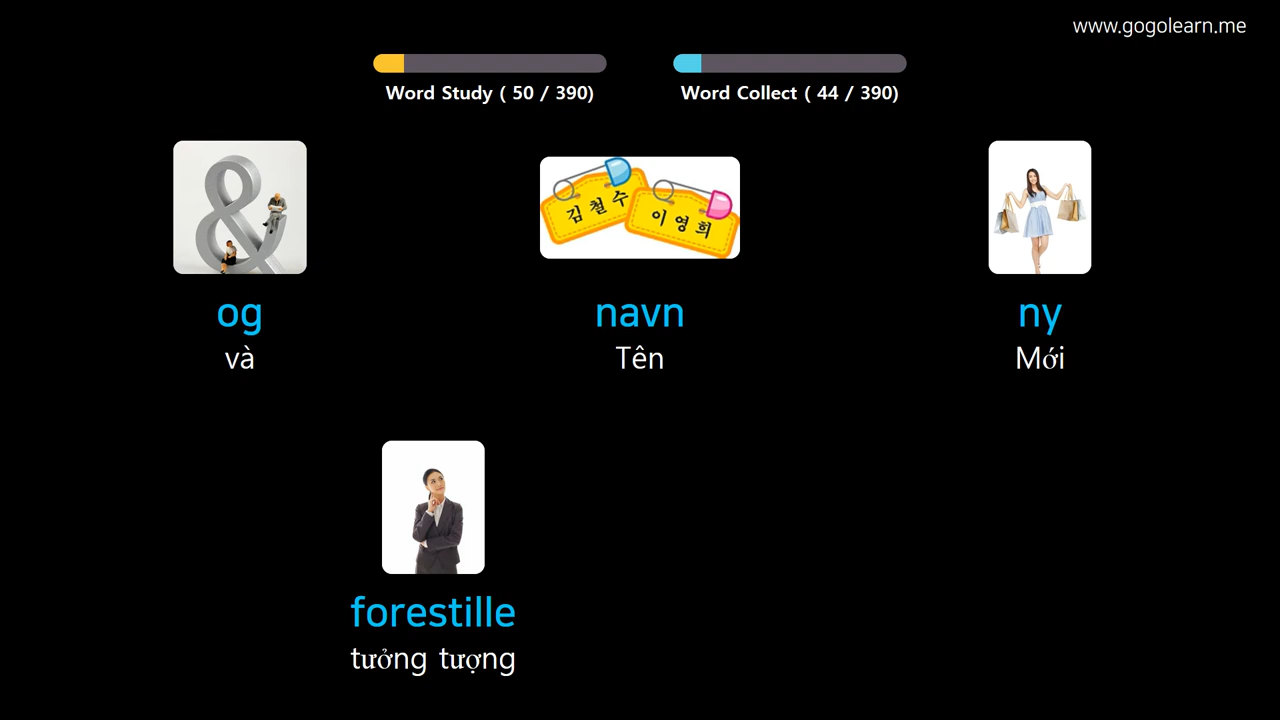 www.gogolearn.me
Word Study ( 50 / 390)
Word Collect ( 44 / 390)
김철수
이영희
og
navn
ny
và
Tên
Mới
forestille
tưởng tượng